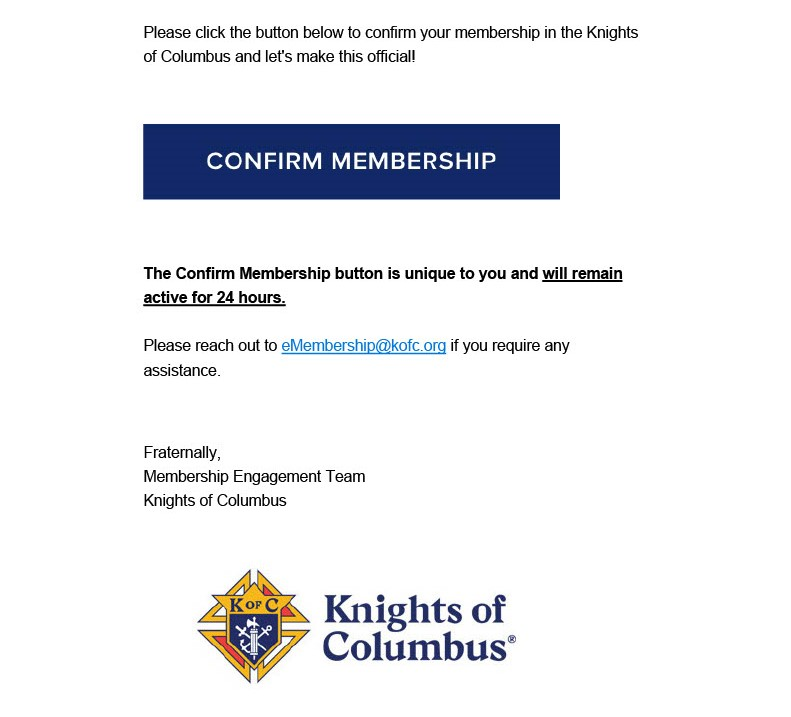 Please click the button below to confirm your membership in the Knights
of Columbus and let's make this official!
CONFIRM MEMBERSHIP
The Confirm Membership button is unique to you and will remain
active for 24 hours.
Please reach out to eMembership@kofc.org if you require any
assistance.
Fraternally,
Membership Engagement Team
Knights of Columbus
K OF C
Knights of
Columbus®